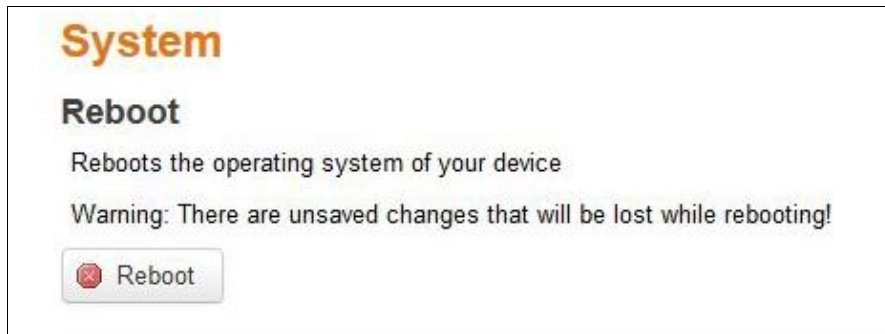 System
Reboot
Reboots the operating system of your device
Warning: There are unsaved changes that will be lost while rebooting!
Reboot